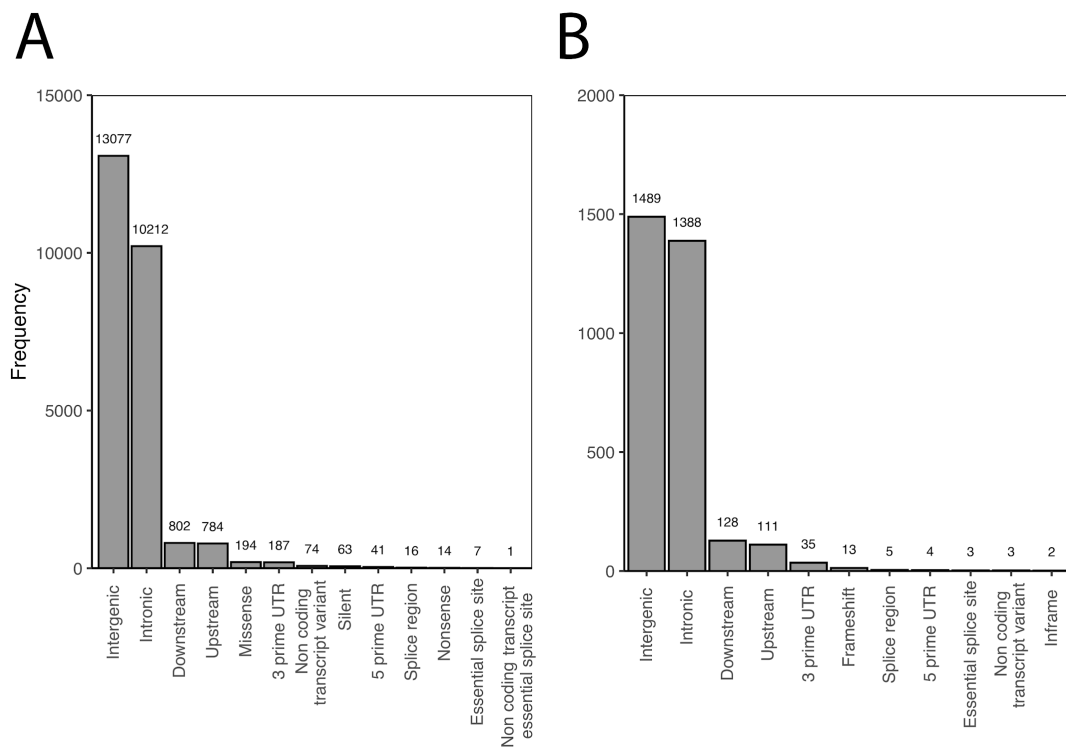 A
B
Frequency
15000
10000
5000
0
13077
10212
802
784
194
187
74
63
41
16
14
7
1
Intergenic
Intronic
Downstream
Upstream
Missense
3 prime UTR
Non coding
transcript variant
Silent
5 prime UTR
Splice region
Nonsense
Essential splice site
Non coding transcript
essential splice site
2000
1500
1000
500
0
1489
1388
128
111
35
13
5
4
3
3
2
Intergenic
Intronic
Downstream
Upstream
3 prime UTR
Frameshift
Splice region
5 prime UTR
Essential splice site
Non coding
transcript variant
Inframe